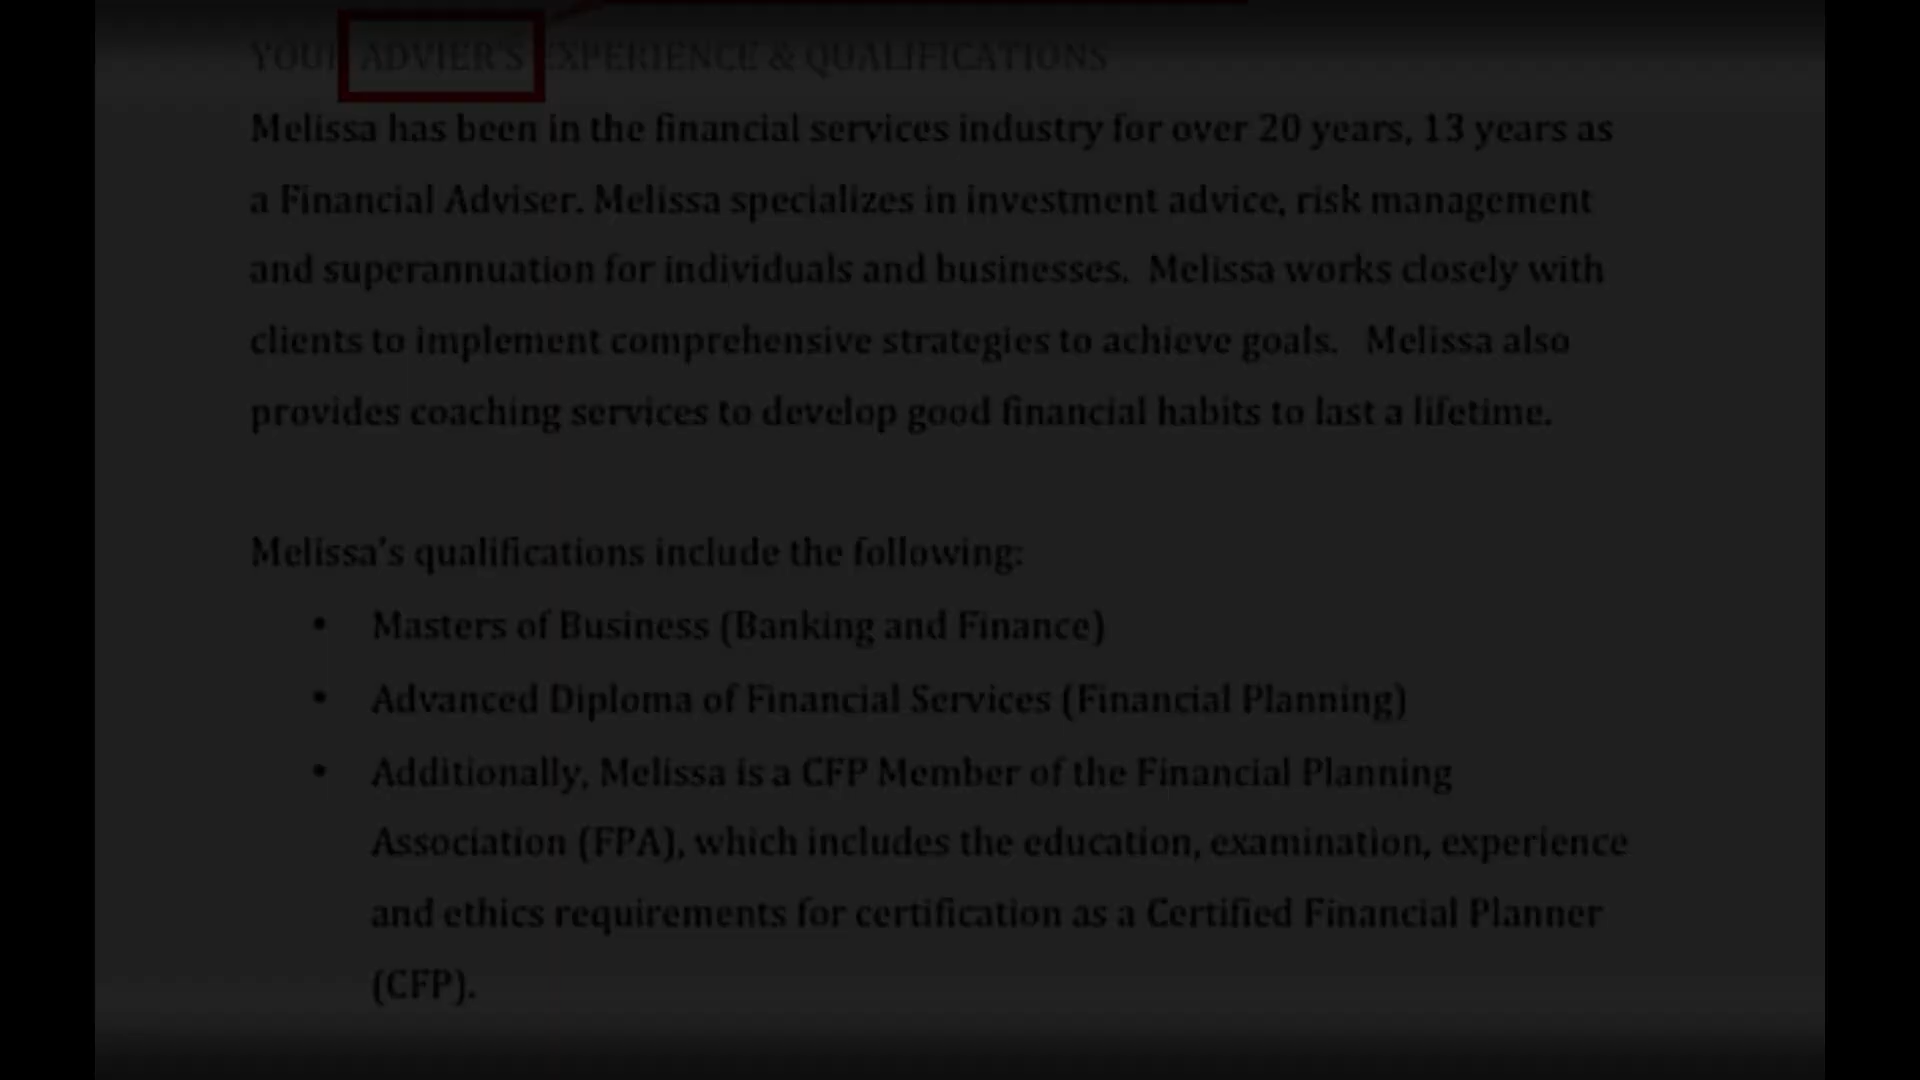 YOUR ADVIER'S EXPERIENCE & QUALIFICATIONS
Melissa has been in the financial services industry for over 20 years, 13 years as
a Financial Adviser. Melissa specializes in investment advice, risk management
and superannuation for individuals and businesses.  Melissa works closely with
clients to implement comprehensive strategies to achieve goals.   Melissa also
provides coaching services to develop good financial habits to last a lifetime.
Melissa's qualifications include the following:
• Masters of Business (Banking and Finance)
• Advanced Diploma of Financial Services (Financial Planning)
• Additionally, Melissa is a CFP Member of the Financial Planning
Association (FPA), which includes the education, examination, experience
and ethics requirements for certification as a Certified Financial Planner
(CFP).